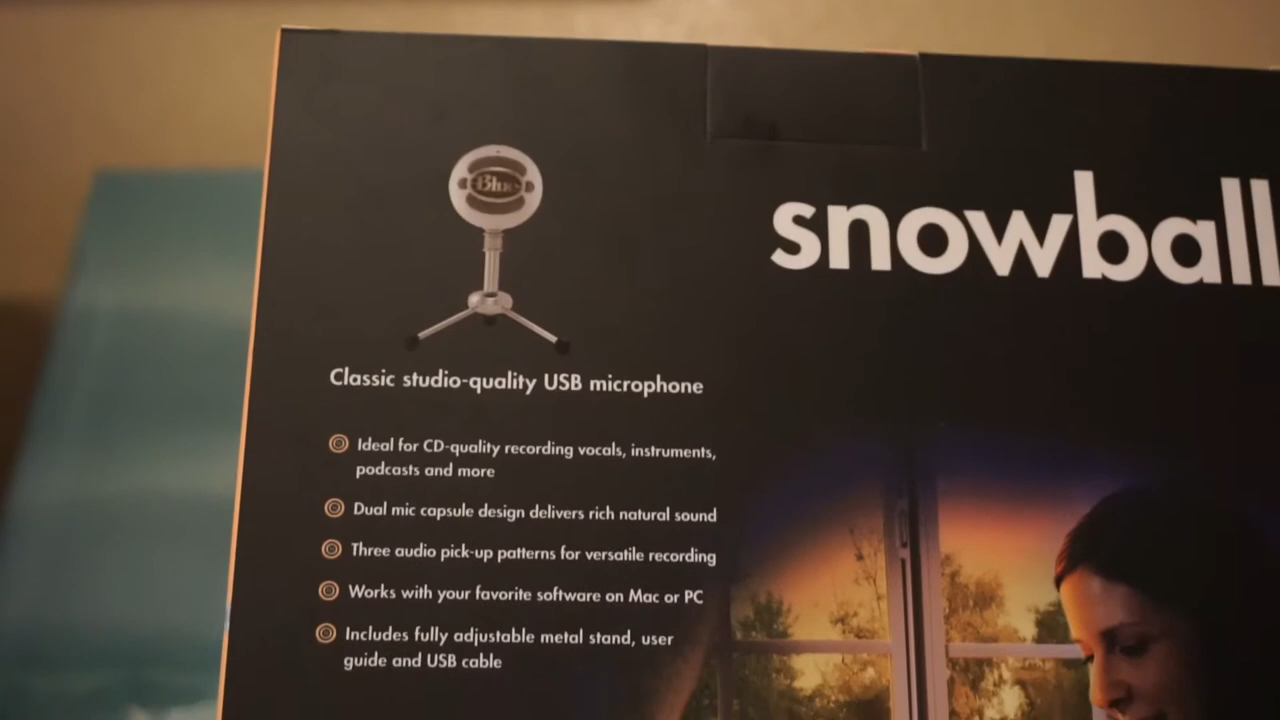 Blue
snowball
Classic studio-quality USB microphone
Ideal for CD-quality recording vocals, instruments,
podcasts and more
Dual mic capsule design delivers rich natural sound
Three audio pick-up patterns for versatile recording
Works with your favorite software on Mac or PC
Includes fully adjustable metal stand, user
guide and USB cable